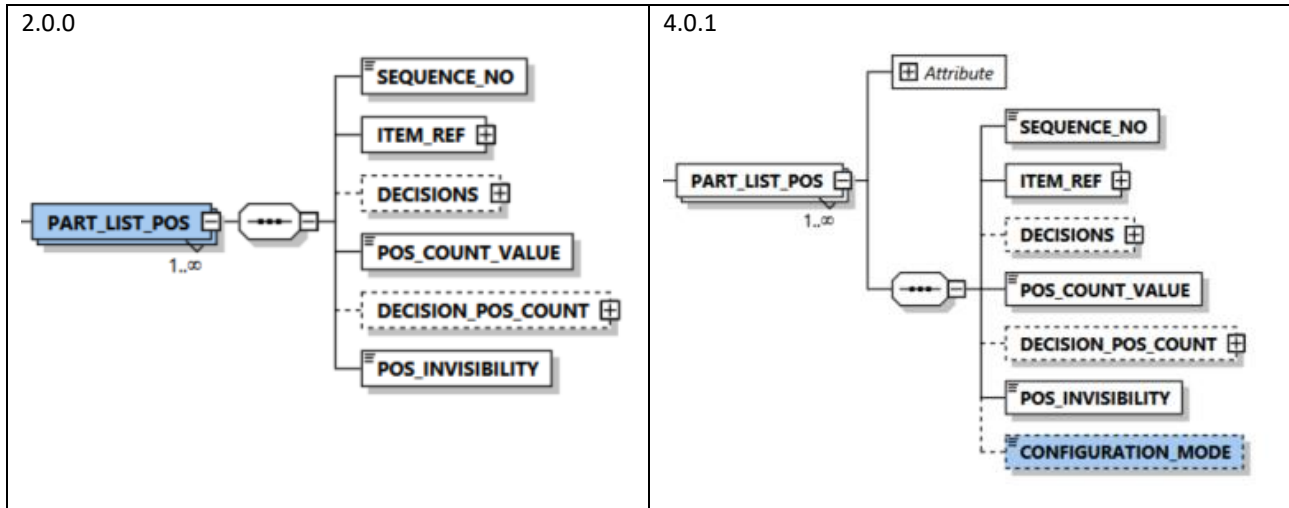 2.0.0
SEQUENCE_NO
ITEM_REF
DECISIONS
PART_LIST_POS
1..∞
POS_COUNT_VALUE
DECISION_POS_COUNT
POS_INVISIBILITY
4.0.1
Attribute
SEQUENCE_NO
ITEM_REF
PART_LIST_POS
1..∞
DECISIONS
POS_COUNT_VALUE
DECISION_POS_COUNT
POS_INVISIBILITY
CONFIGURATION_MODE